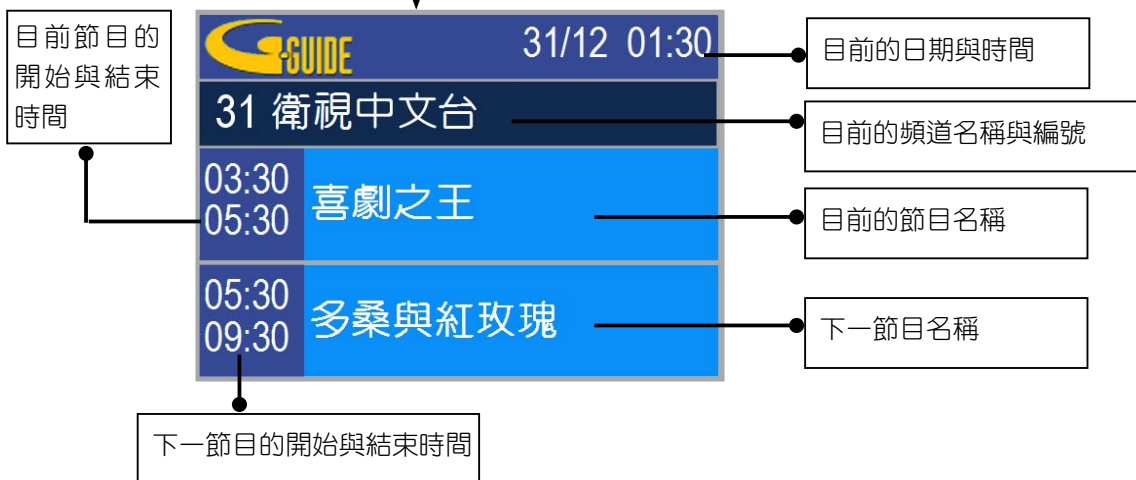 目前節目的
開始與結束
時間
G-GUIDE
31/12 01:30
目前的日期與時間
31 衛視中文台
目前的頻道名稱與編號
03:30
05:30
喜劇之王
目前的節目名稱
05:30
09:30
多桑與紅玫瑰
下一節目名稱
下一節目的開始與結束時間